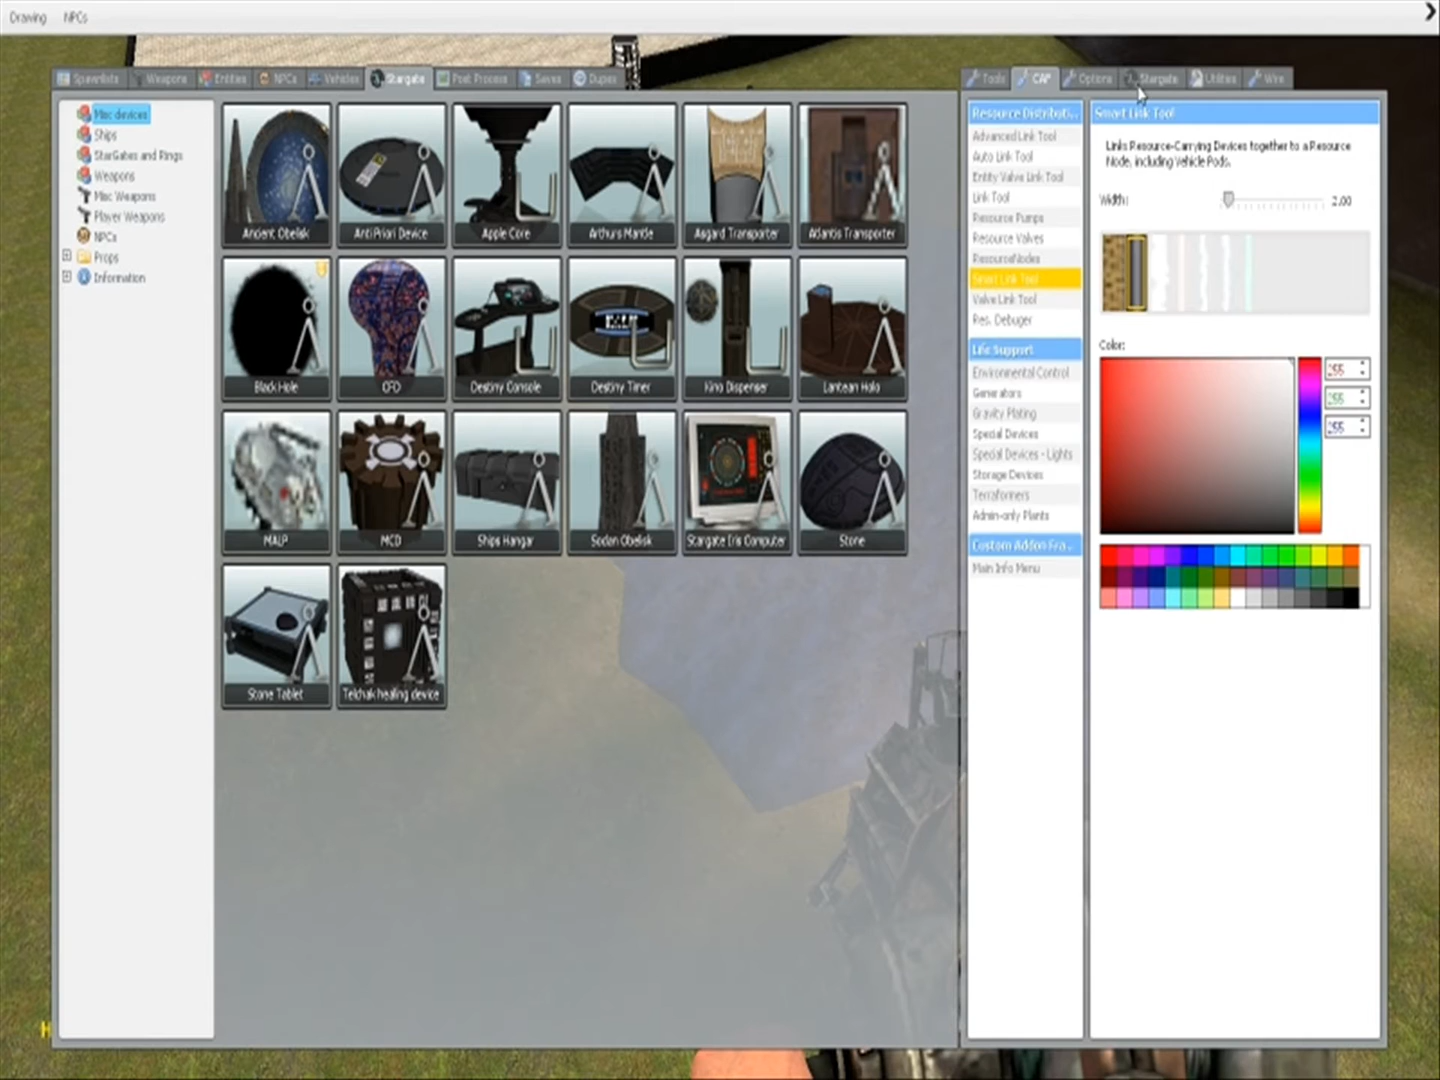 Drawing NPCs
Spawnlists Weapons Entities NPCs Vehicles Stargate Post Process Saves Dupes
Tools CAP Options Stargate Utilities Wire
Misc devices
Ships
StarGates and Rings
Weapons
Misc Weapons
Player Weapons
NPCs
Props
Information
Ancient Obelisk
AntiPriori Device
Apple Core
Arthurs Mantle
Asgard Transporter
Atlantis Transporter
Black Hole
CFD
Destiny Console
Destiny Timer
Kino Dispenser
Lantean Holo
MALP
MCD
Ships Hangar
Sodan Obelisk
Stargate Iris Computer
Stone
Stone Tablet
Telchak healing device
Resource Distributi...
Advanced Link Tool
Auto Link Tool
Entity Valve Link Tool
Link Tool
Resource Pumps
Resource Valves
ResourceNodes
Smart Link Tool
Valve Link Tool
Res. Debuger
Life Support
Environmental Control
Generators
Gravity Plating
Special Devices
Special Devices - Lights
Storage Devices
Terraformers
Admin-only Plants
Custom Addon Fra...
Main Info Menu
Smart Link Tool
Links Resource-Carrying Devices together to a Resource
Node, including Vehicle Pods.
Width: 2.00
Color:
255
255
255
H